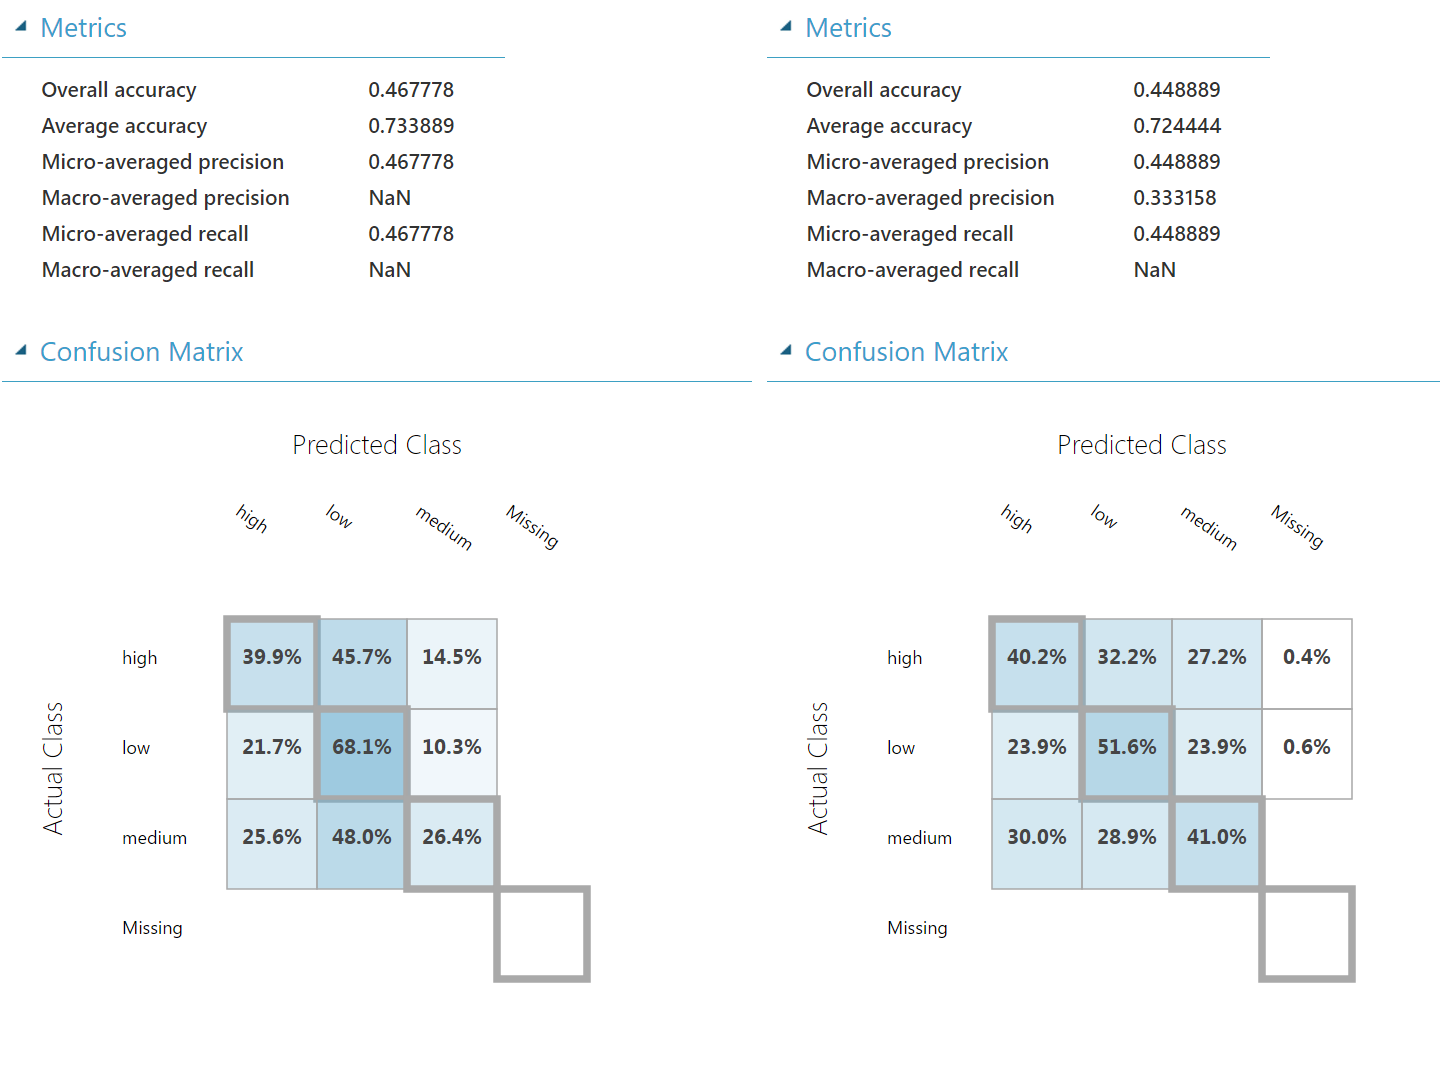 Metrics
Overall accuracy 0.467778
Average accuracy 0.733889
Micro-averaged precision 0.467778
Macro-averaged precision NaN
Micro-averaged recall 0.467778
Macro-averaged recall NaN
Confusion Matrix
Predicted Class
high low medium Missing
Actual Class
high 39.9% 45.7% 14.5%
low 21.7% 68.1% 10.3%
medium 25.6% 48.0% 26.4%
Missing
Metrics
Overall accuracy 0.448889
Average accuracy 0.724444
Micro-averaged precision 0.448889
Macro-averaged precision 0.333158
Micro-averaged recall 0.448889
Macro-averaged recall NaN
Confusion Matrix
Predicted Class
high low medium Missing
Actual Class
high 40.2% 32.2% 27.2% 0.4%
low 23.9% 51.6% 23.9% 0.6%
medium 30.0% 28.9% 41.0%
Missing